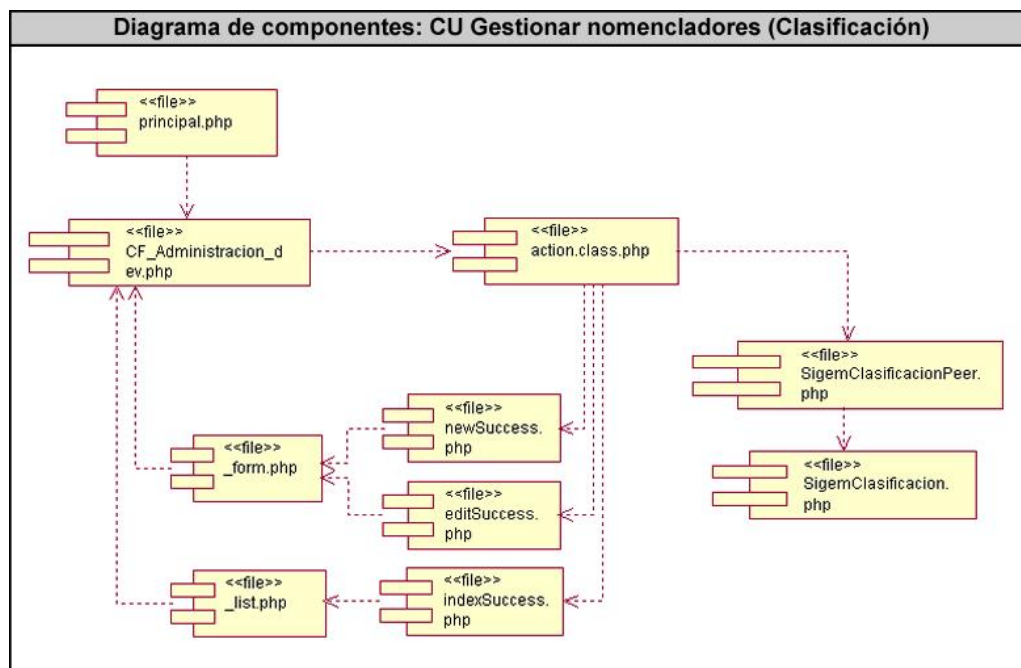 Diagrama de componentes: CU Gestionar nomencladores (Clasificación)
<<file>>
principal.php
<<file>>
CF_Administracion_d
ev.php
<<file>>
action.class.php
<<file>>
SigemClasificacionPeer.
php
<<file>>
newSuccess.
php
<<file>>
_form.php
<<file>>
SigemClasificacion.
php
<<file>>
editSuccess.
php
<<file>>
_list.php
<<file>>
indexSuccess.
php